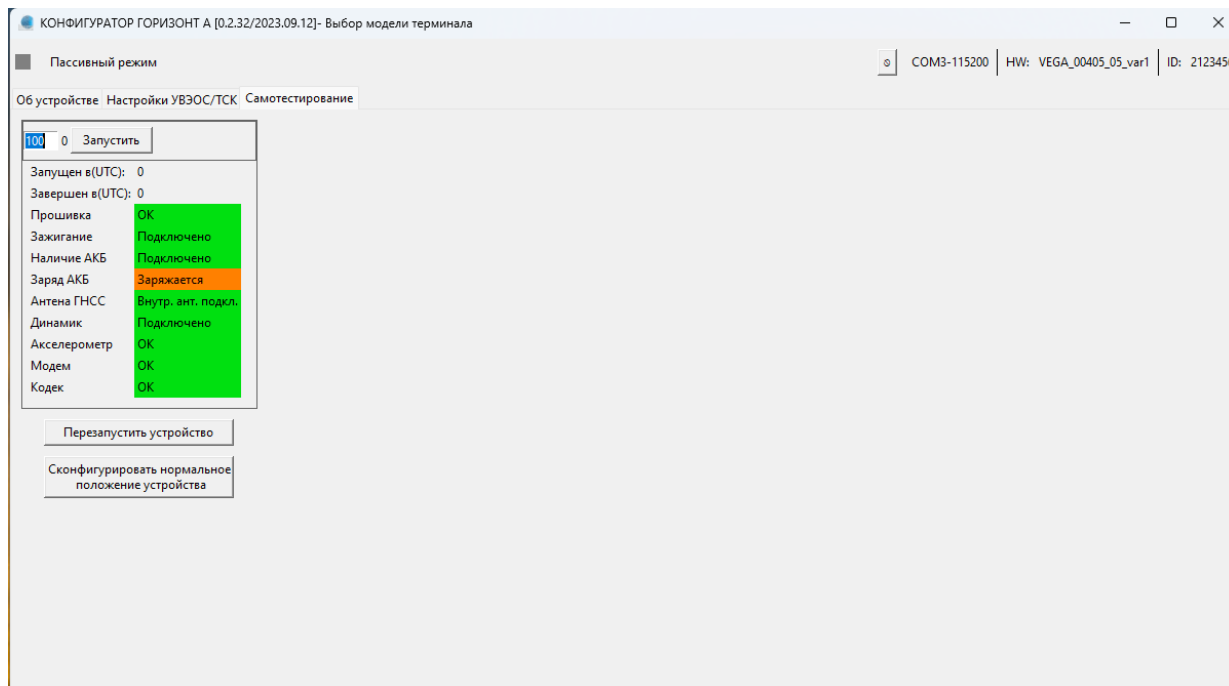 КОНФИГУРАТОР ГОРИЗОНТ А [0.2.32/2023.09.12]- Выбор модели терминала
Пассивный режим
COM3-115200 HW: VEGA_00405_05_var1 ID: 2123456
Об устройстве Настройки УВЭОС/ТСК Самотестирование
100 0 Запустить
Запущен в(UTC): 0
Завершен в(UTC): 0
Прошивка OK
Зажигание Подключено
Наличие АКБ Подключено
Заряд АКБ Заряжается
Антена ГНСС Внутр. ант. подкл.
Динамик Подключено
Акселерометр OK
Модем OK
Кодек OK
Перезапустить устройство
Сконфигурировать нормальное
положение устройства